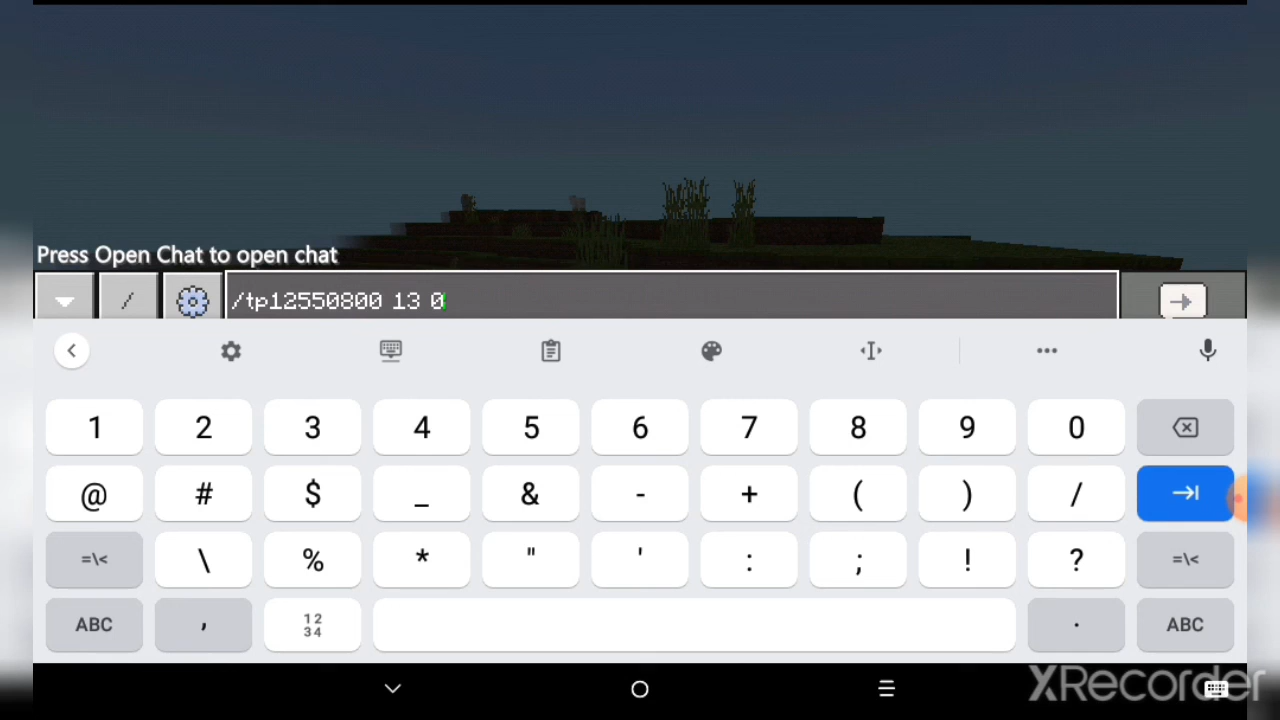 Press Open Chat to open chat
/ /tp12550800 13 0
1 2 3 4 5 6 7 8 9 0
@ # $ _ & - + ( ) /
=\< \ % * " ' : ; ! ? =\<
ABC , 12 34 . ABC
XRecorder